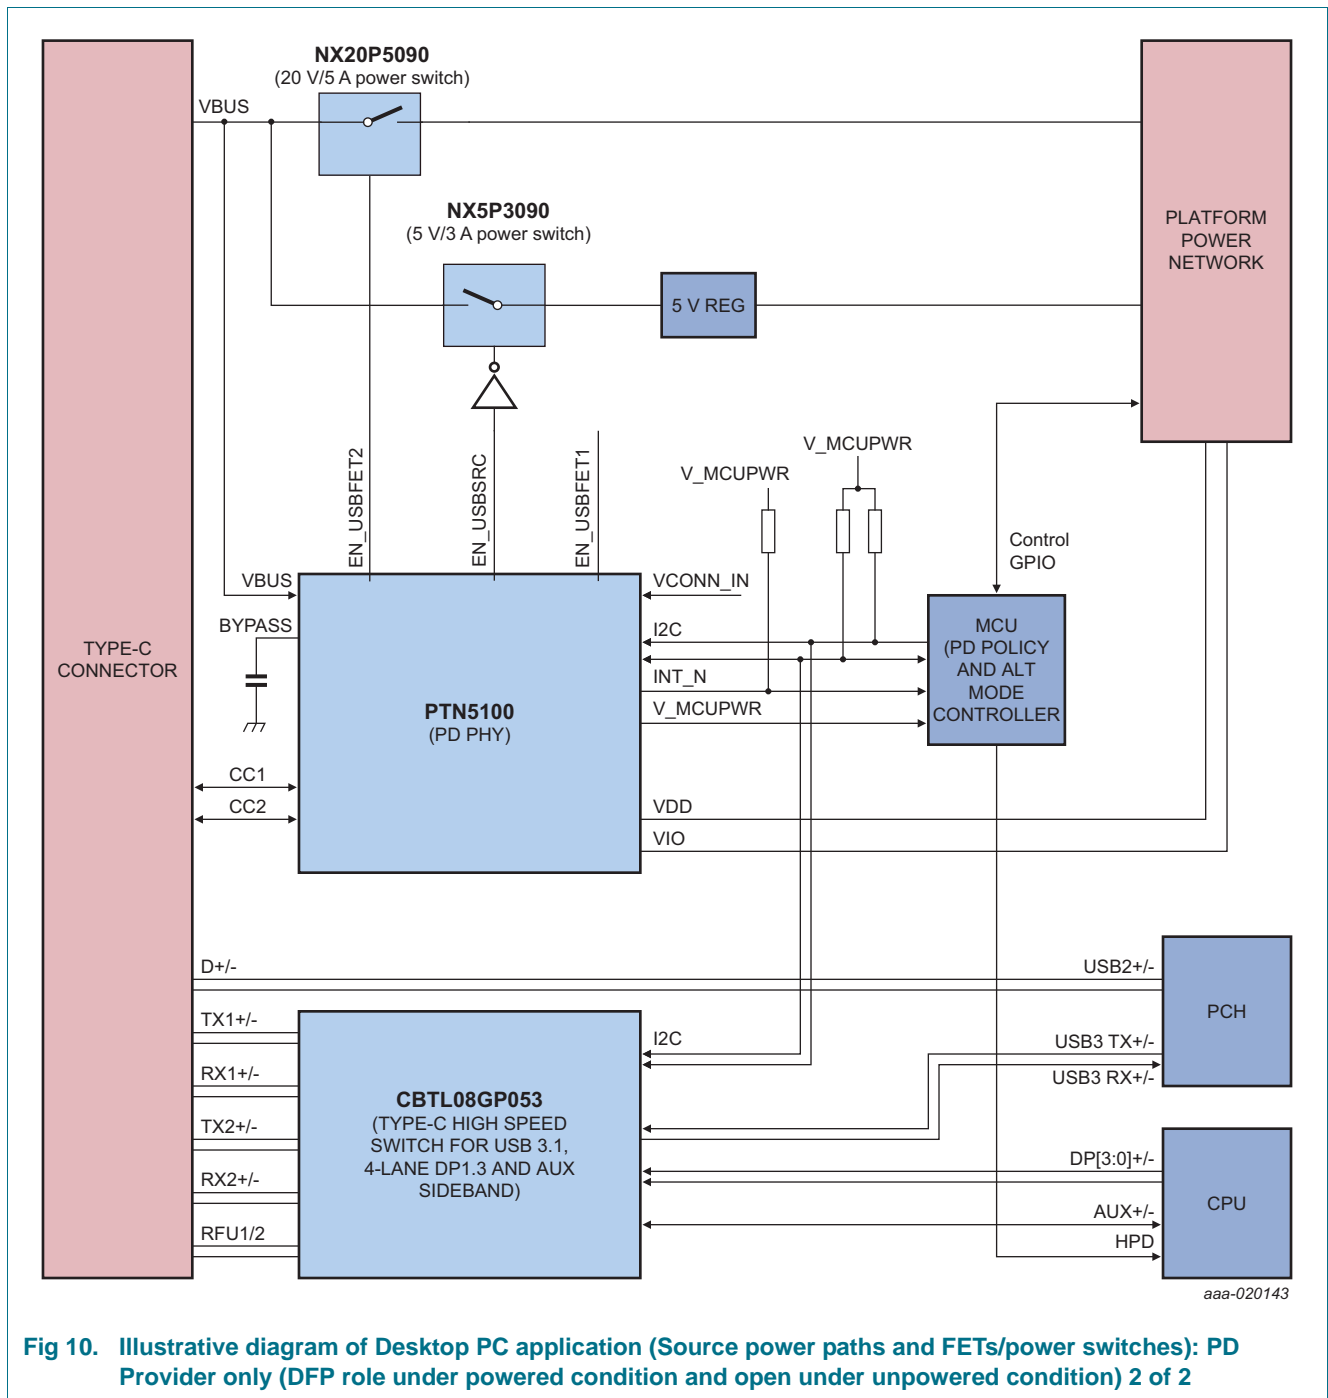 NX20P5090
(20 V/5 A power switch)
VBUS
NX5P3090
(5 V/3 A power switch)
PLATFORM
POWER
NETWORK
5 V REG
EN_USBFET2
EN_USBSRC
EN_USBFET1
V_MCUPWR
V_MCUPWR
Control
GPIO
VBUS
VCONN_IN
BYPASS
I2C
MCU
(PD POLICY
AND ALT
MODE
CONTROLLER
TYPE-C
CONNECTOR
INT_N
PTN5100
(PD PHY)
V_MCUPWR
CC1
CC2
VDD
VIO
D+/-
USB2+/-
TX1+/-
PCH
I2C
USB3 TX+/-
RX1+/-
USB3 RX+/-
CBTL08GP053
(TYPE-C HIGH SPEED
SWITCH FOR USB 3.1,
4-LANE DP1.3 AND AUX
SIDEBAND)
TX2+/-
DP[3:0]+/-
RX2+/-
CPU
AUX+/-
RFU1/2
HPD
aaa-020143
Fig 10. Illustrative diagram of Desktop PC application (Source power paths and FETs/power switches): PD
Provider only (DFP role under powered condition and open under unpowered condition) 2 of 2